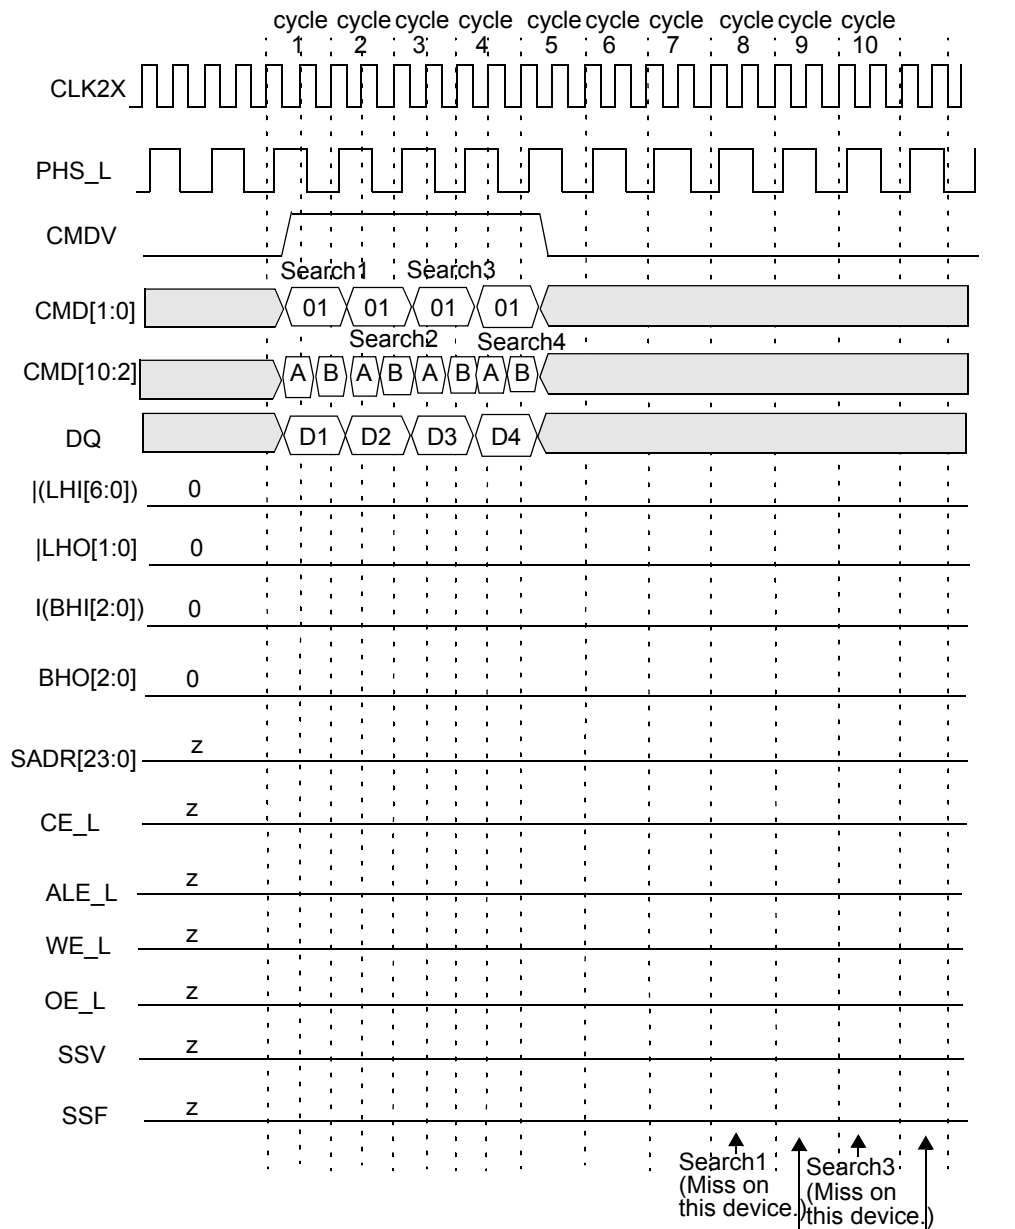 cycle cycle cycle cycle cycle cycle cycle cycle cycle cycle
1 2 3 4 5 6 7 8 9 10
CLK2X
PHS_L
CMDV
Search1 Search3
CMD[1:0] 01 01 01 01
Search2 Search4
CMD[10:2] A B A B A B A B
DQ D1 D2 D3 D4
|(LHI[6:0]) 0
|LHO[1:0] 0
I(BHI[2:0]) 0
BHO[2:0] 0
SADR[23:0] z
CE_L z
ALE_L z
WE_L z
OE_L z
SSV z
SSF z
Search1
(Miss on
this device.)
Search3
(Miss on
this device.)